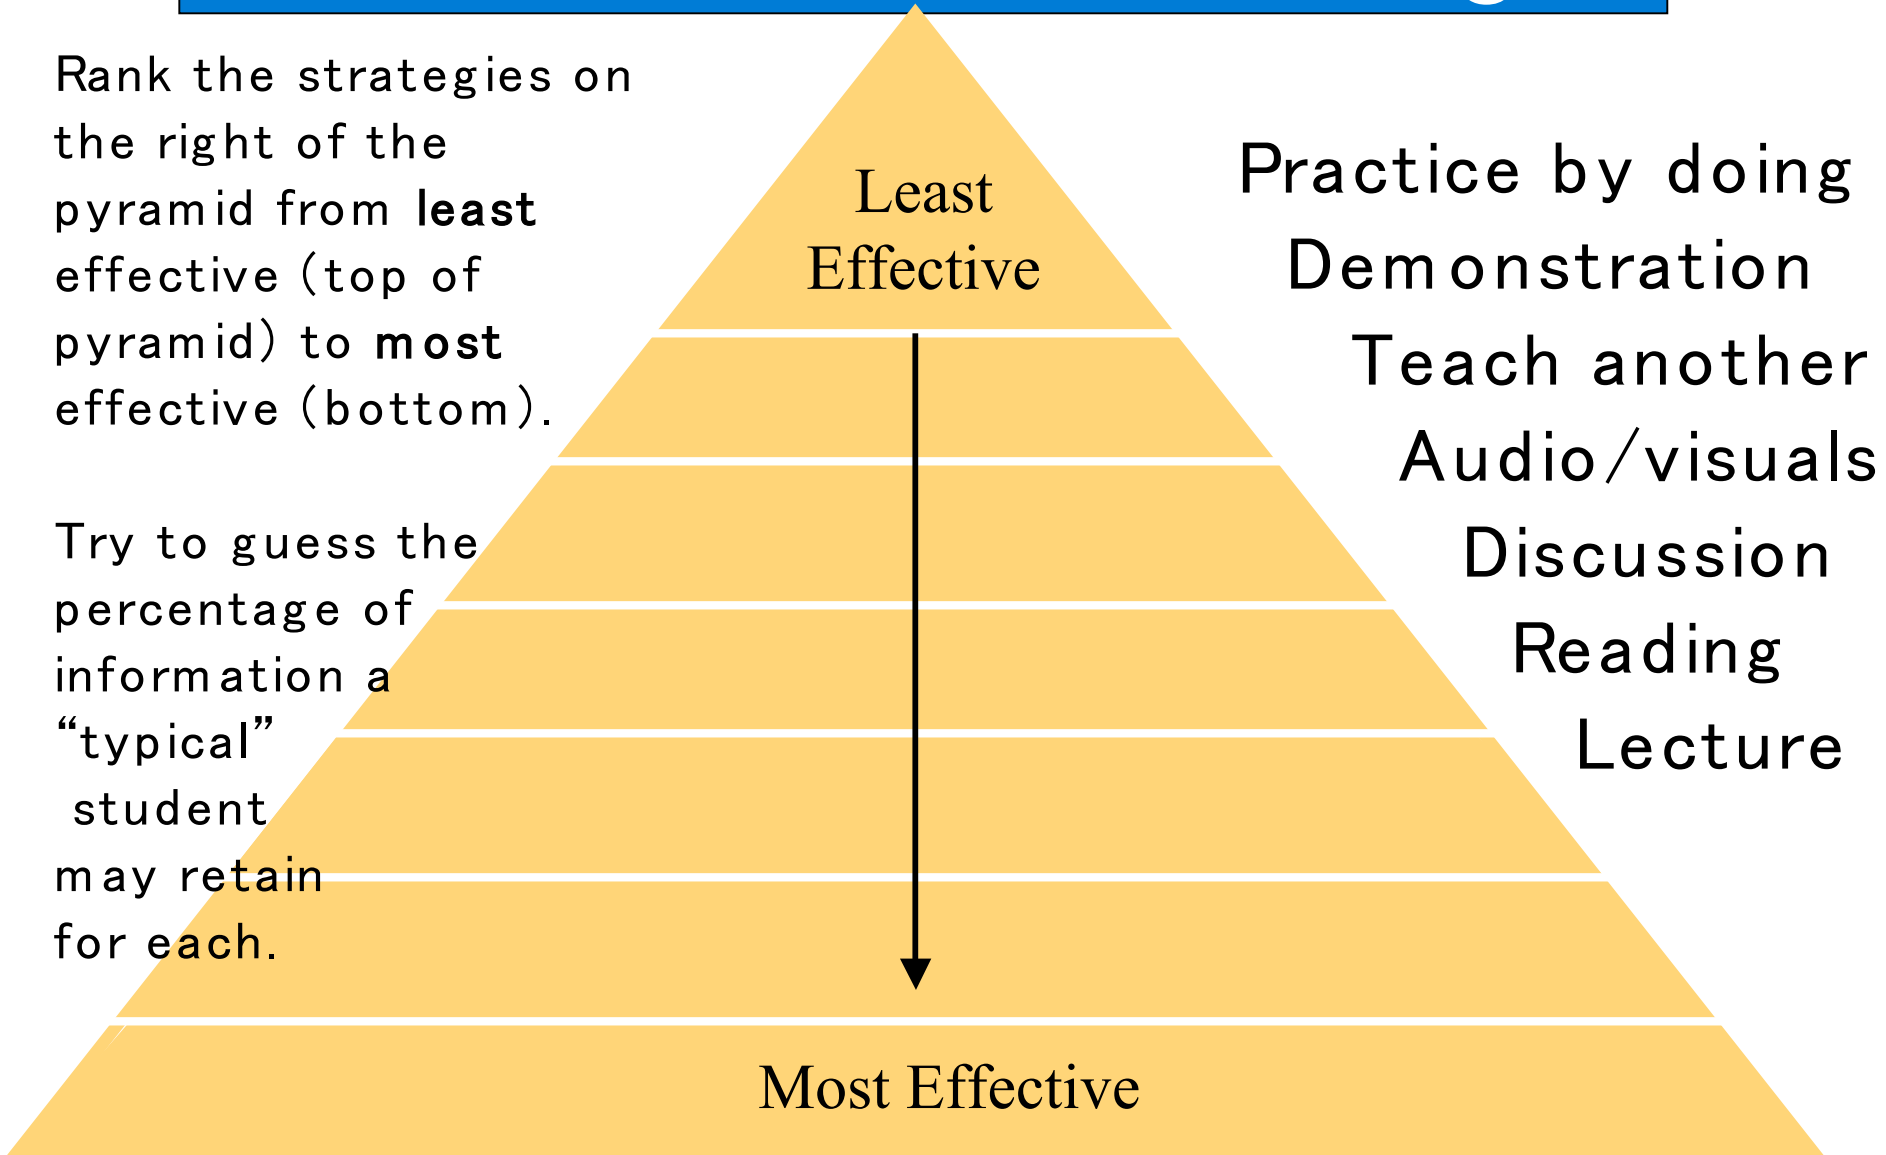 Rank the strategies on
the right of the
pyramid from least
effective (top of
pyramid) to most
effective (bottom).
Try to guess the
percentage of
information a
“typical”
student
may retain
for each.
Least
Effective
Most Effective
Practice by doing
Demonstration
Teach another
Audio/visuals
Discussion
Reading
Lecture